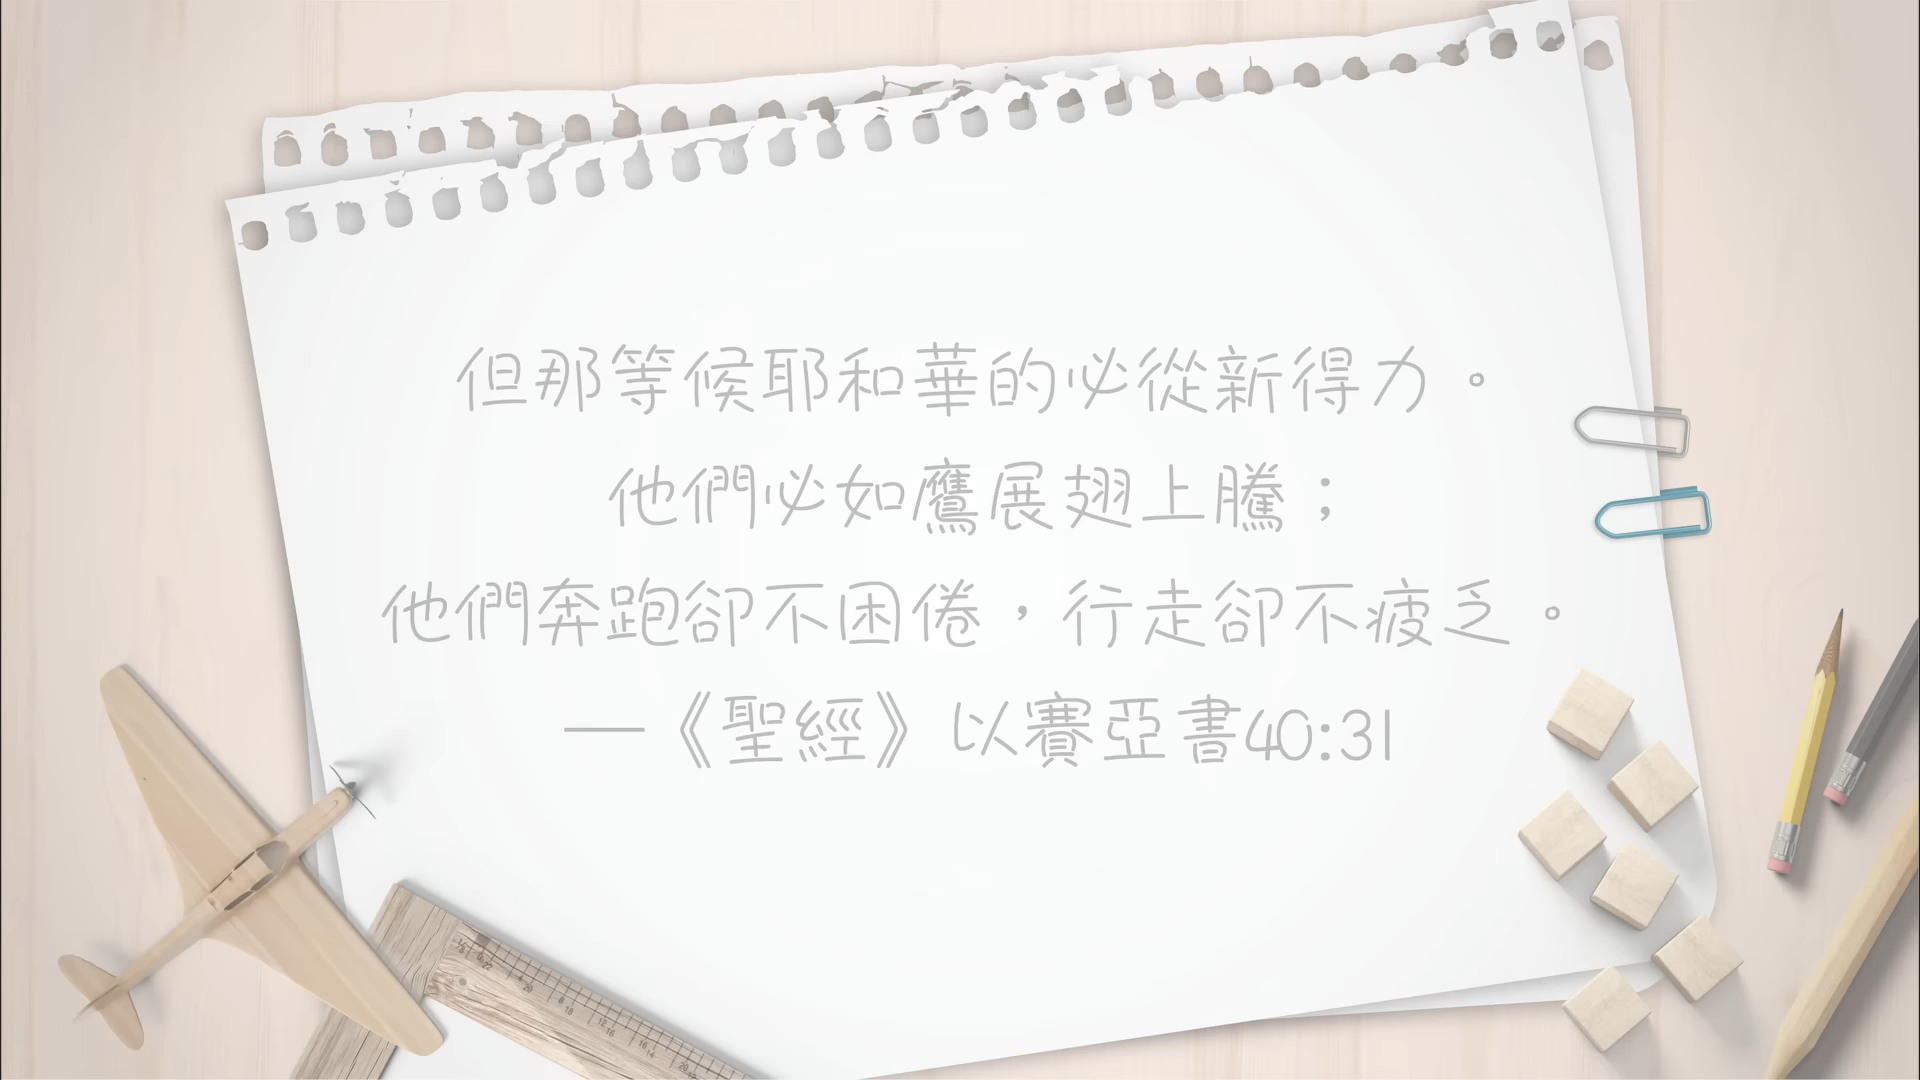 但那等候耶和華的必從新得力。
他們必如鷹展翅上騰；
他們奔跑卻不困倦，行走卻不疲乏。
—《聖經》以賽亞書40:31